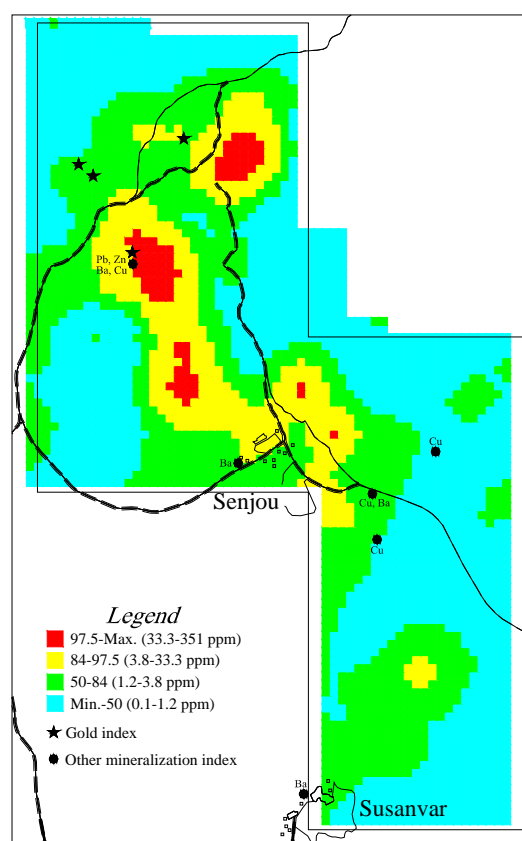 Pb, Zn
Ba, Cu
Cu
Ba
Cu, Ba
Senjou
Cu
Legend
97.5-Max. (33.3-351 ppm)
84-97.5 (3.8-33.3 ppm)
50-84 (1.2-3.8 ppm)
Min.-50 (0.1-1.2 ppm)
Gold index
Other mineralization index
Ba
Susanvar